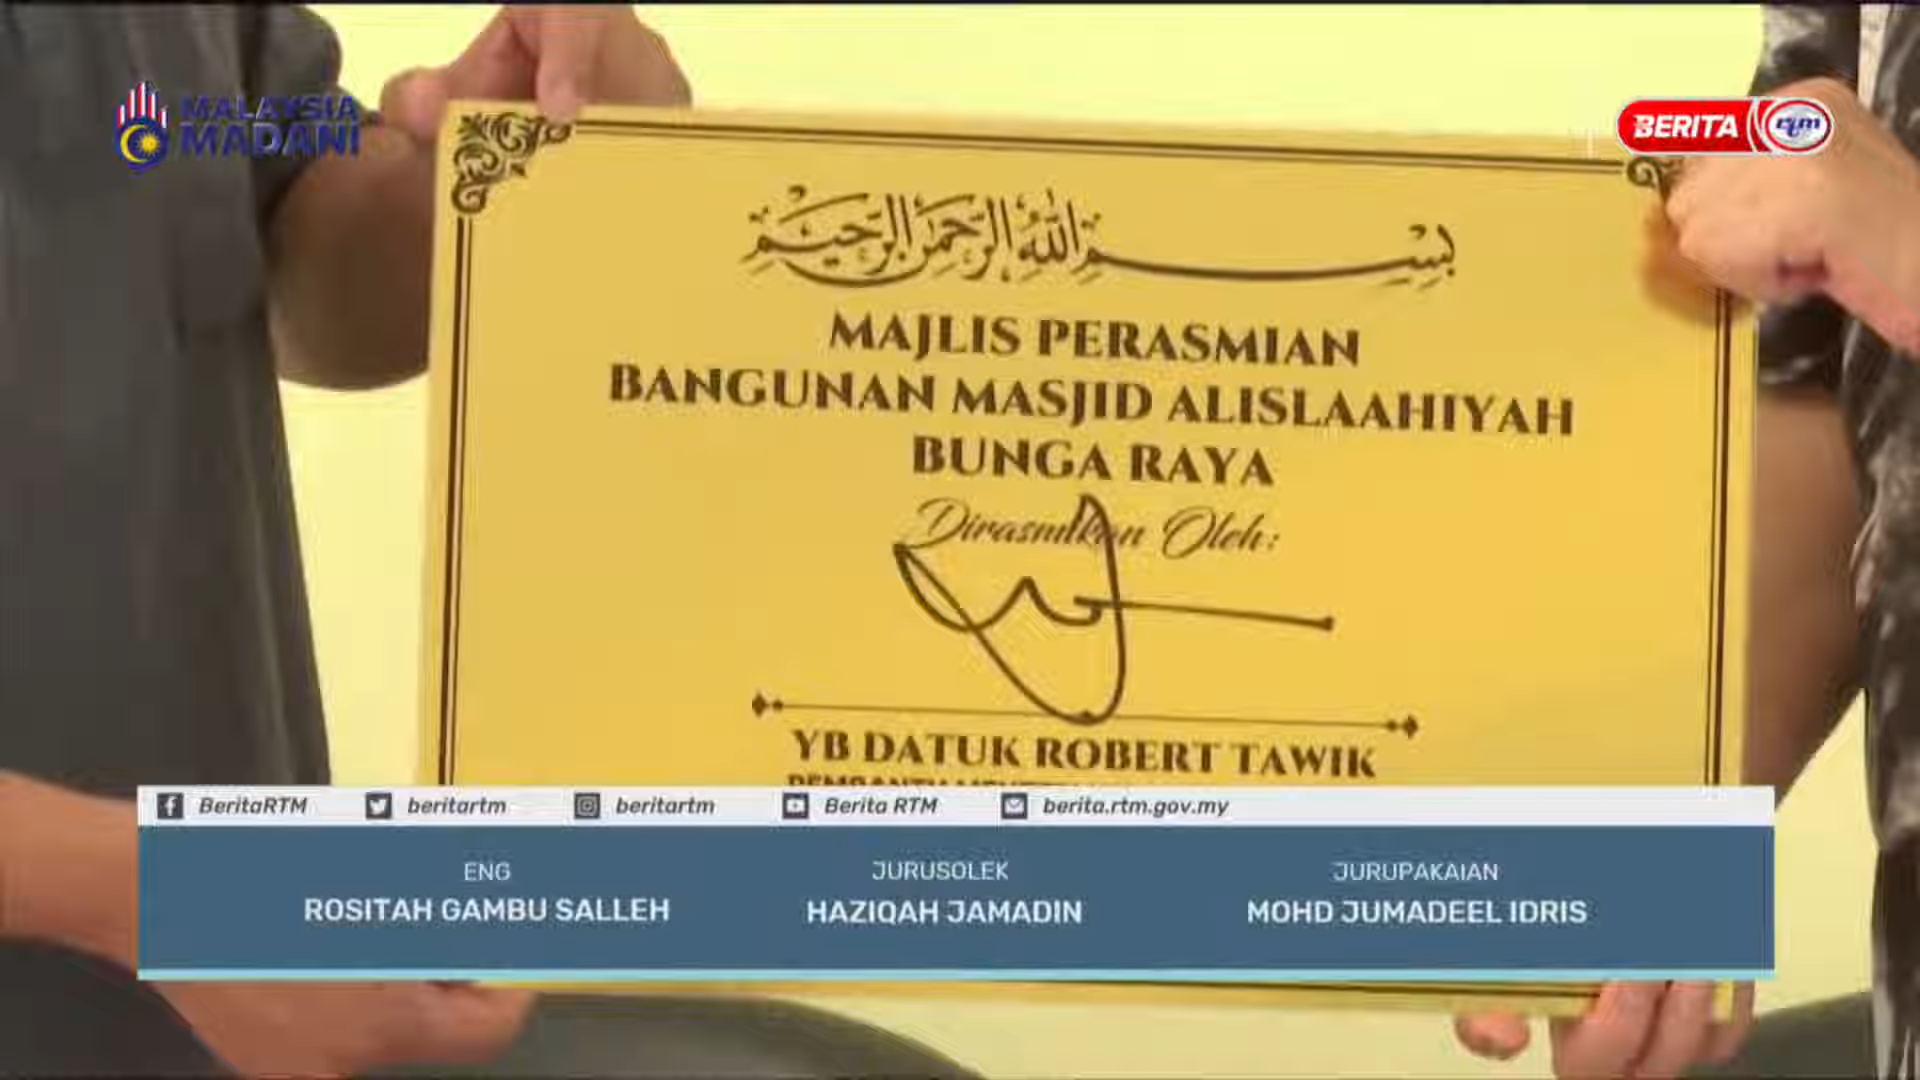 MALAYSIA
MADANI
BERITA rtm
بسم الله الرحمن الرحيم
MAJLIS PERASMIAN
BANGUNAN MASJID ALISLAAHIYAH
BUNGA RAYA
Dirasmikan Oleh:
YB DATUK ROBERT TAWIK
BeritaRTM beritartm beritartm Berita RTM berita.rtm.gov.my
ENG JURUSOLEK JURUPAKAIAN
ROSITAH GAMBU SALLEH HAZIQAH JAMADIN MOHD JUMADEEL IDRIS